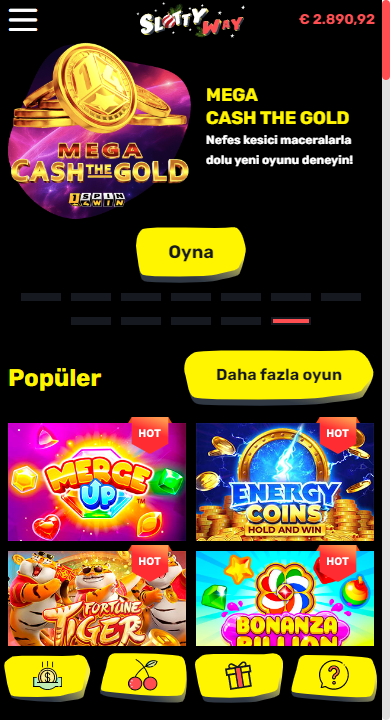 SLOTTY WAY
€ 2.890,92
MEGA
CASH THE GOLD
1SPIN
4WIN
MEGA
CASH THE GOLD
Nefes kesici maceralarla
dolu yeni oyunu deneyin!
Oyna
Popüler
Daha fazla oyun
HOT
MERGE
UP™
HOT
ENERGY
COINS
HOLD AND WIN
HOT
FORTUNE
TIGER
HOT
BONANZA
BILLION